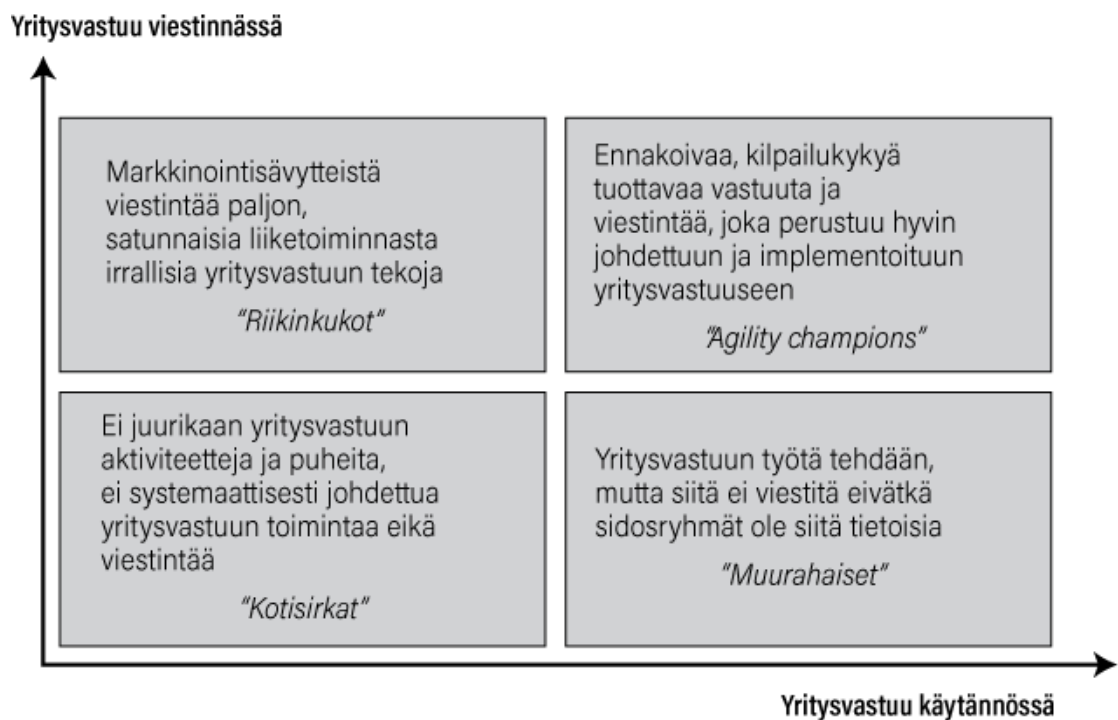 Yritysvastuu viestinnässä
Markkinointisävytteistä
viestintää paljon,
satunnaisia liiketoiminnasta
irrallisia yritysvastuun tekoja
"Riikinkukot"
Ennakoivaa, kilpailukykyä
tuottavaa vastuuta ja
viestintää, joka perustuu hyvin
johdettuun ja implementoituun
yritysvastuuseen
"Agility champions"
Ei juurikaan yritysvastuun
aktiviteetteja ja puheita,
ei systemaattisesti johdettua
yritysvastuun toimintaa eikä
viestintää
"Kotisirkat"
Yritysvastuun työtä tehdään,
mutta siitä ei viestitä eivätkä
sidosryhmät ole siitä tietoisia
"Muurahaiset"
Yritysvastuu käytännössä